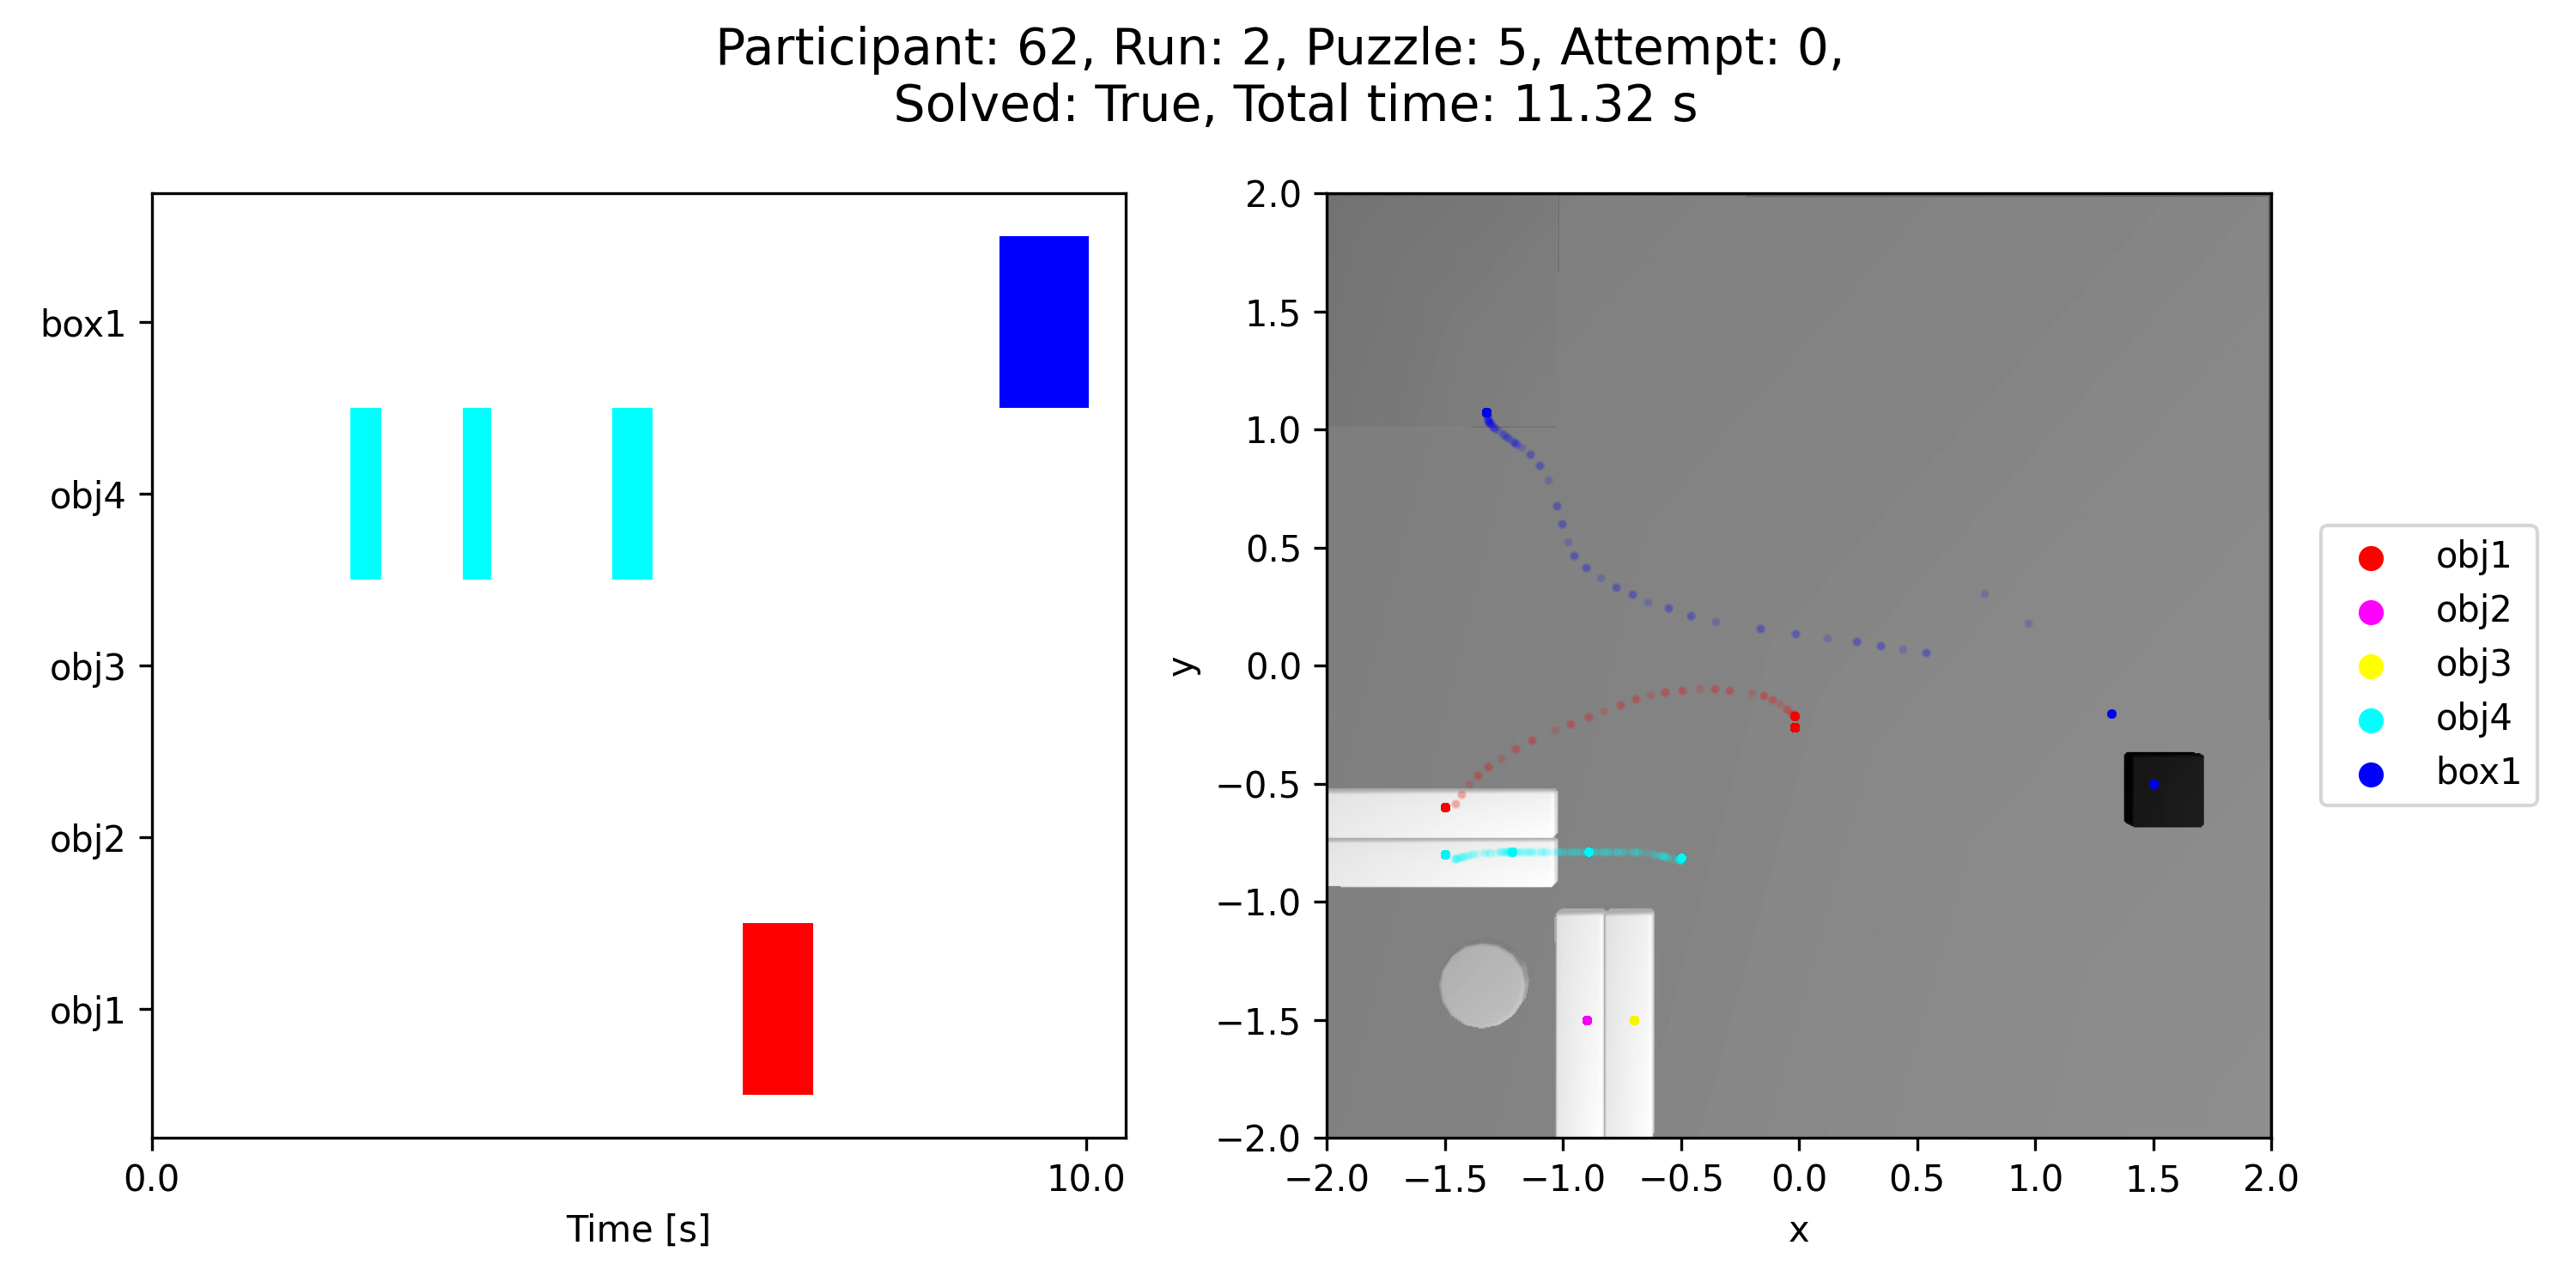 Participant: 62, Run: 2, Puzzle: 5, Attempt: 0,
Solved: True, Total time: 11.32 s
box1
obj4
obj3
obj2
obj1
0.0
10.0
Time [s]
2.0
1.5
1.0
0.5
0.0
−0.5
−1.0
−1.5
−2.0
y
−2.0
−1.5
−1.0
−0.5
0.0
0.5
1.0
1.5
2.0
x
obj1
obj2
obj3
obj4
box1